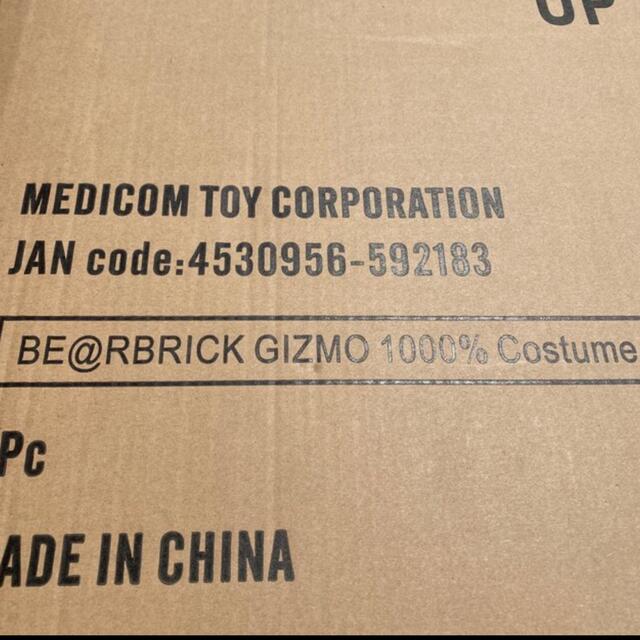 UP
MEDICOM TOY CORPORATION
JAN code:4530956-592183
BE@RBRICK GIZMO 1000% Costume
Pc
ADE IN CHINA